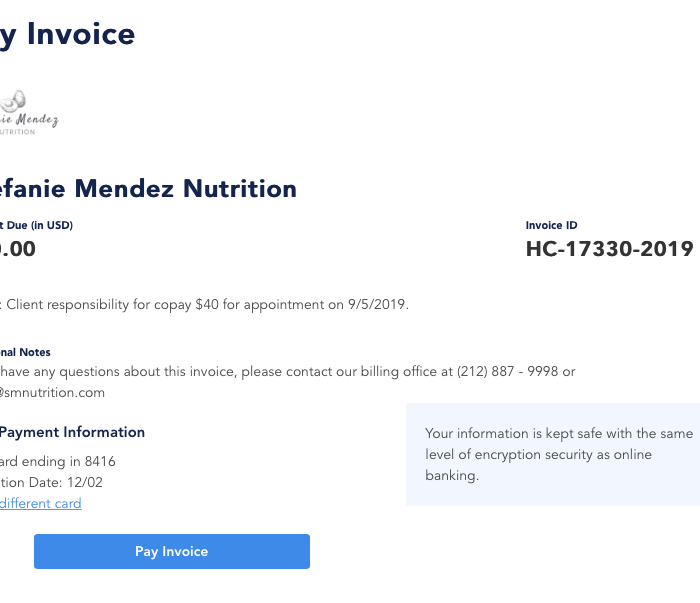 y Invoice
nie Mendez
UTRITION
efanie Mendez Nutrition
t Due (in USD)
0.00
Invoice ID
HC-17330-2019
: Client responsibility for copay $40 for appointment on 9/5/2019.
nal Notes
have any questions about this invoice, please contact our billing office at (212) 887 - 9998 or
@smnutrition.com
Payment Information
ard ending in 8416
tion Date: 12/02
different card
Your information is kept safe with the same
level of encryption security as online
banking.
Pay Invoice